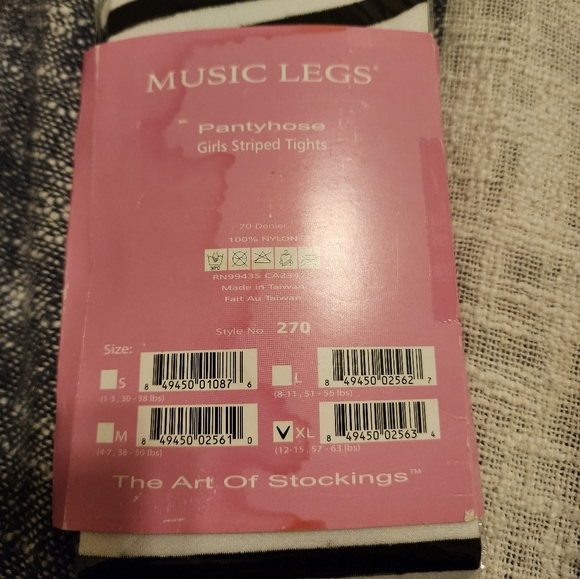 MUSIC LEGS®
Pantyhose
Girls Striped Tights
70 Denier
100% NYLON
RN99435
Made in Taiwan
Fait Au Taiwan
Style No. 270
Size:
S
8 49450 01087 6
(1-3, 30 - 38 lbs)
L
8 49450 02562 7
(8-11, 51 - 56 lbs)
M
8 49450 02561 0
(4-7, 38 - 50 lbs)
XL
8 49450 02563 4
(12-15, 57 - 63 lbs)
The Art Of Stockings™